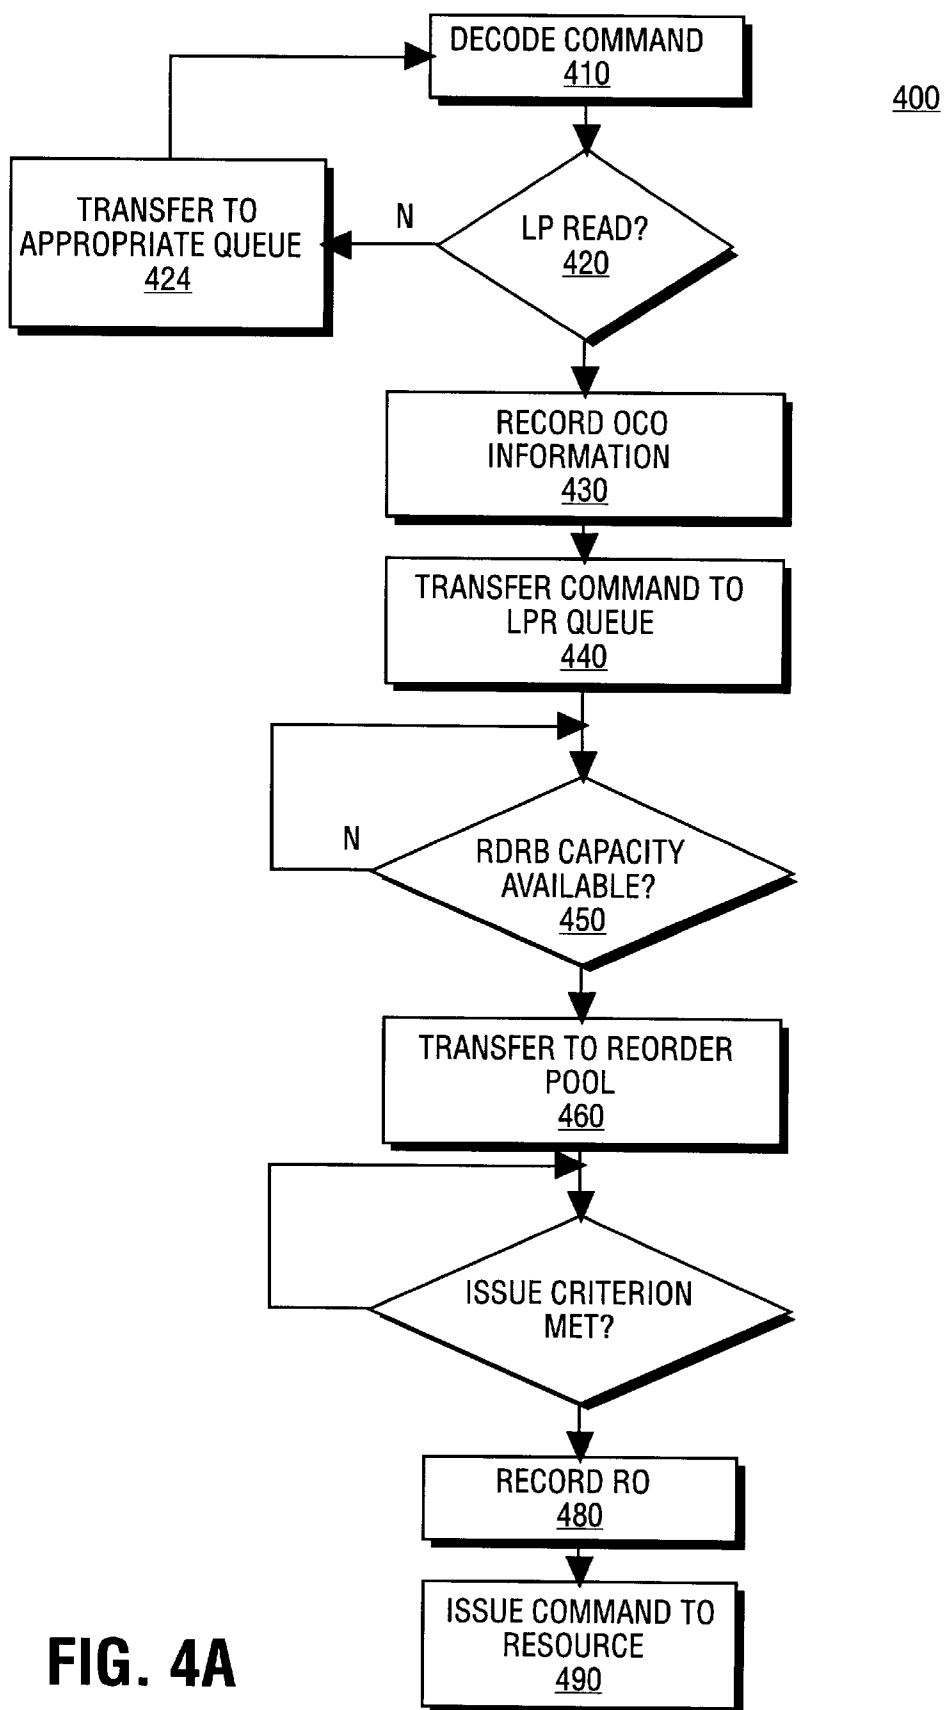 DECODE COMMAND
410
400
TRANSFER TO
APPROPRIATE QUEUE
424
N
LP READ?
420
RECORD OCO
INFORMATION
430
TRANSFER COMMAND TO
LPR QUEUE
440
N
RDRB CAPACITY
AVAILABLE?
450
TRANSFER TO REORDER
POOL
460
ISSUE CRITERION
MET?
RECORD RO
480
ISSUE COMMAND TO
RESOURCE
490
FIG. 4A